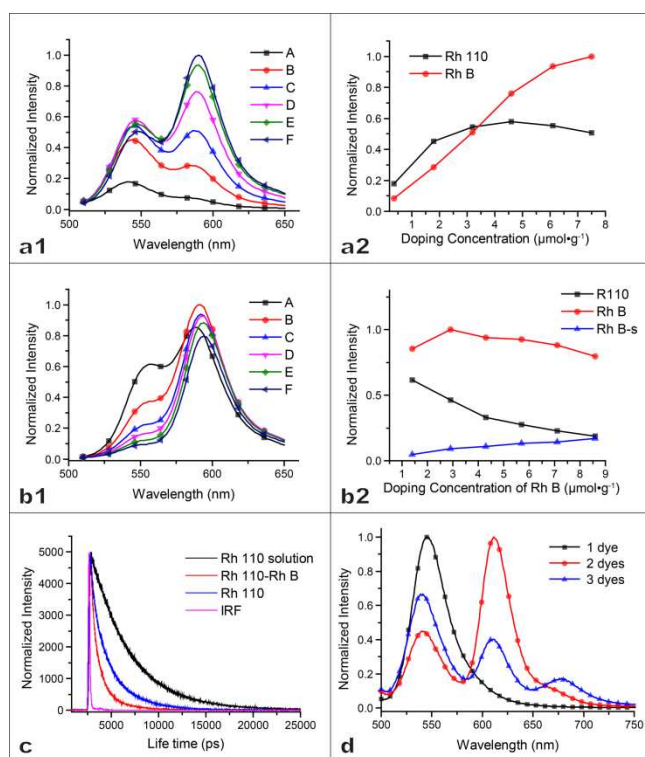 Normalized Intensity
1.0
0.8
0.6
0.4
0.2
0.0
A
B
C
D
E
F
500 550 600 650
Wavelength (nm)
a1
Normalized Intensity
1.0
0.8
0.6
0.4
0.2
0.0
Rh 110
Rh B
1 2 3 4 5 6 7 8
Doping Concentration (μmol•g⁻¹)
a2
Normalized Intensity
1.0
0.8
0.6
0.4
0.2
0.0
A
B
C
D
E
F
500 550 600 650
Wavelength (nm)
b1
Normalized Intensity
1.0
0.5
0.0
R110
Rh B
Rh B-s
1 2 3 4 5 6 7 8 9
Doping Concentration of Rh B (μmol•g⁻¹)
b2
Normalized Intensity
5000
4000
3000
2000
1000
0
Rh 110 solution
Rh 110-Rh B
Rh 110
IRF
5000 10000 15000 20000 25000
Life time (ps)
c
Normalized Intensity
1.0
0.8
0.6
0.4
0.2
0.0
1 dye
2 dyes
3 dyes
500 550 600 650 700 750
Wavelength (nm)
d